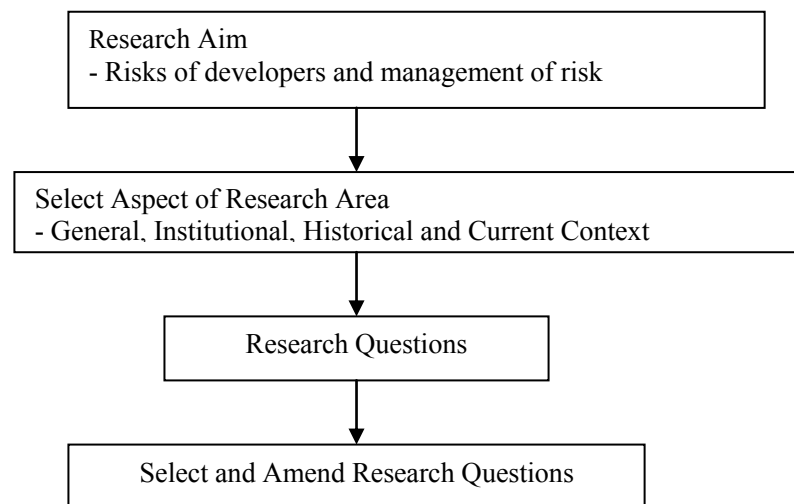 Research Aim
- Risks of developers and management of risk
Select Aspect of Research Area
- General, Institutional, Historical and Current Context
Research Questions
Select and Amend Research Questions